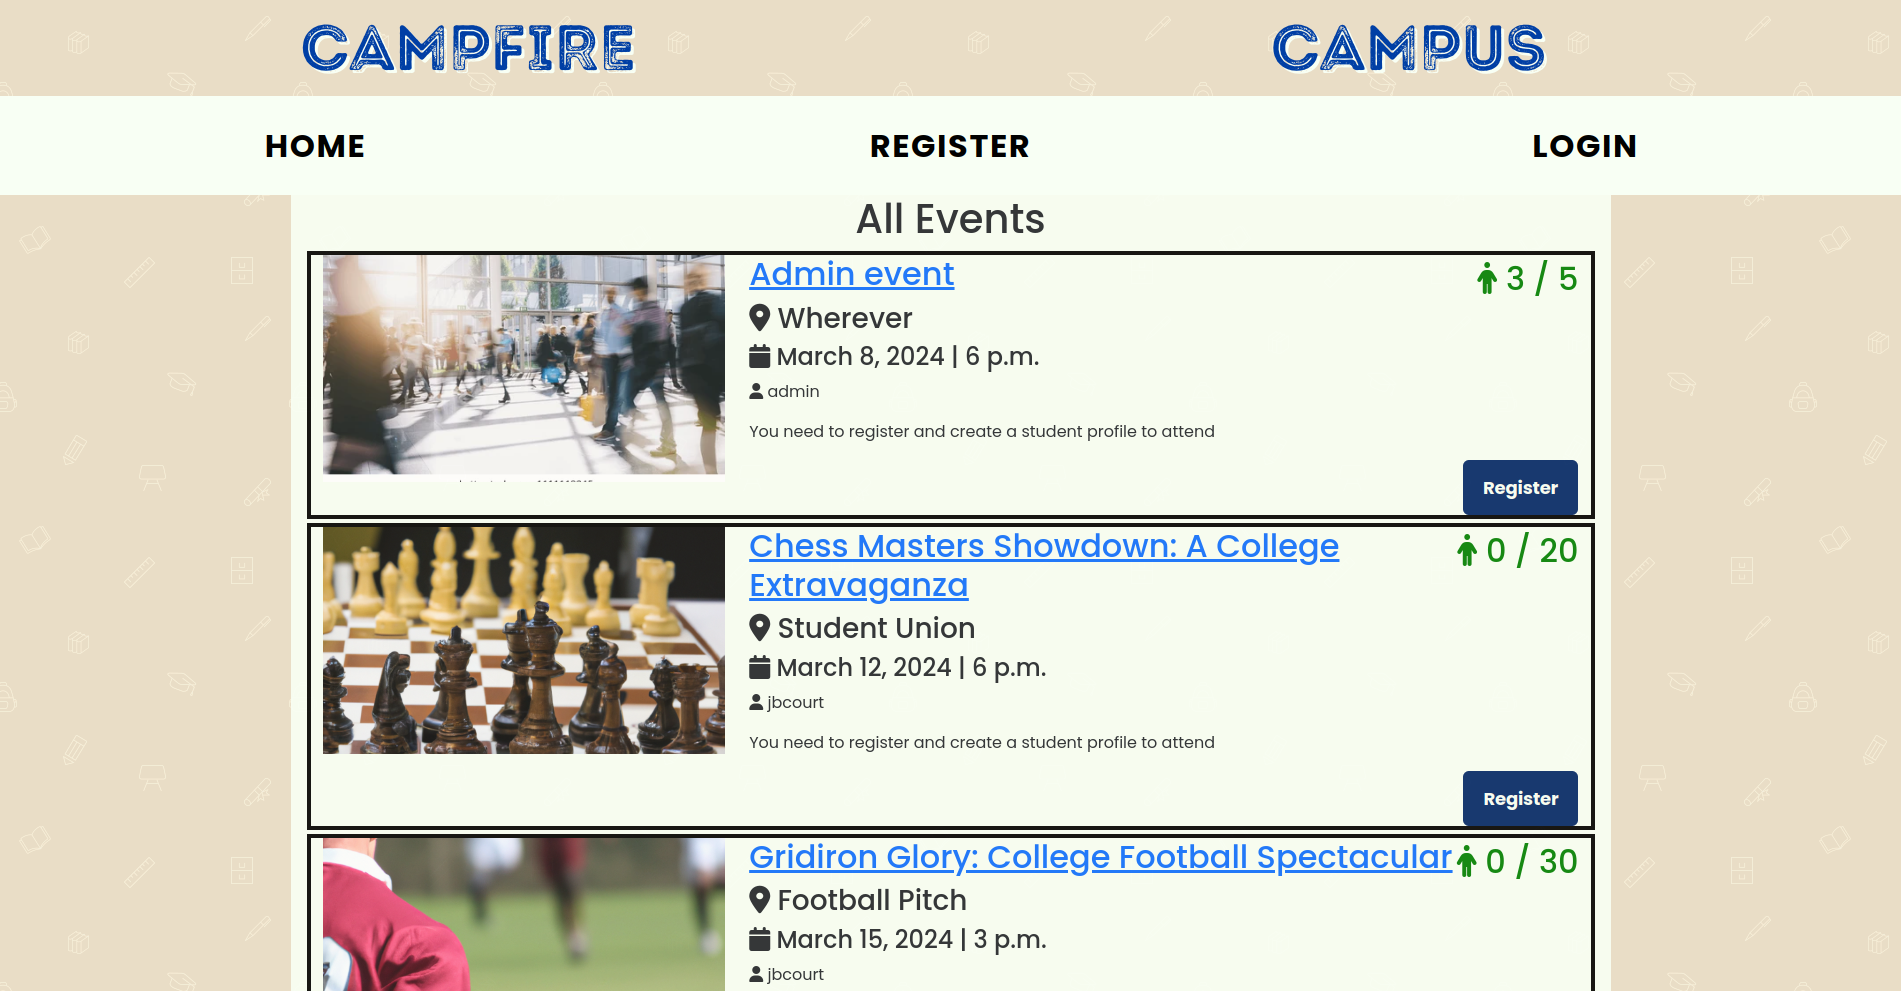 CAMPFIRE CAMPUS
HOME REGISTER LOGIN
All Events
Admin event 3 / 5
Wherever
March 8, 2024 | 6 p.m.
admin
You need to register and create a student profile to attend
Register
Chess Masters Showdown: A College 0 / 20
Extravaganza
Student Union
March 12, 2024 | 6 p.m.
jbcourt
You need to register and create a student profile to attend
Register
Gridiron Glory: College Football Spectacular 0 / 30
Football Pitch
March 15, 2024 | 3 p.m.
jbcourt